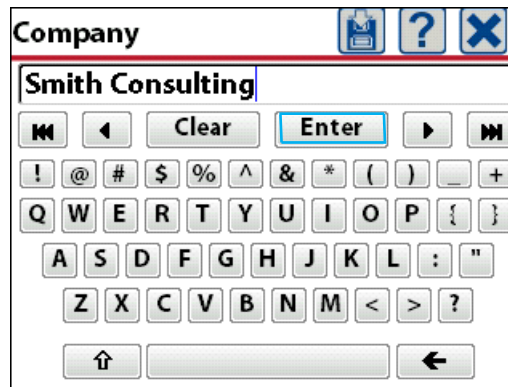 Company ?
Smith Consulting
Clear Enter
! @ # $ % ^ & * ( ) _ +
Q W E R T Y U I O P { }
A S D F G H J K L : "
Z X C V B N M < > ?